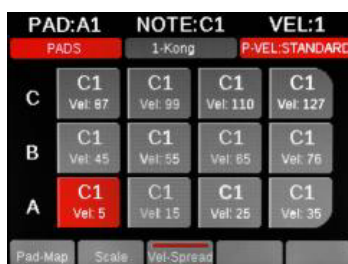 PAD:A1 NOTE:C1 VEL:1
PADS 1-Kong P-VEL:STANDARD
C1 C1 C1 C1
C
Vel: 87 Vel: 99 Vel: 110 Vel: 127
C1 C1 C1 C1
B
Vel: 45 Vel: 55 Vel: 65 Vel: 76
C1 C1 C1 C1
A
Vel: 5 Vel: 15 Vel: 25 Vel: 35
Pad-Map Scale Vel-Spread